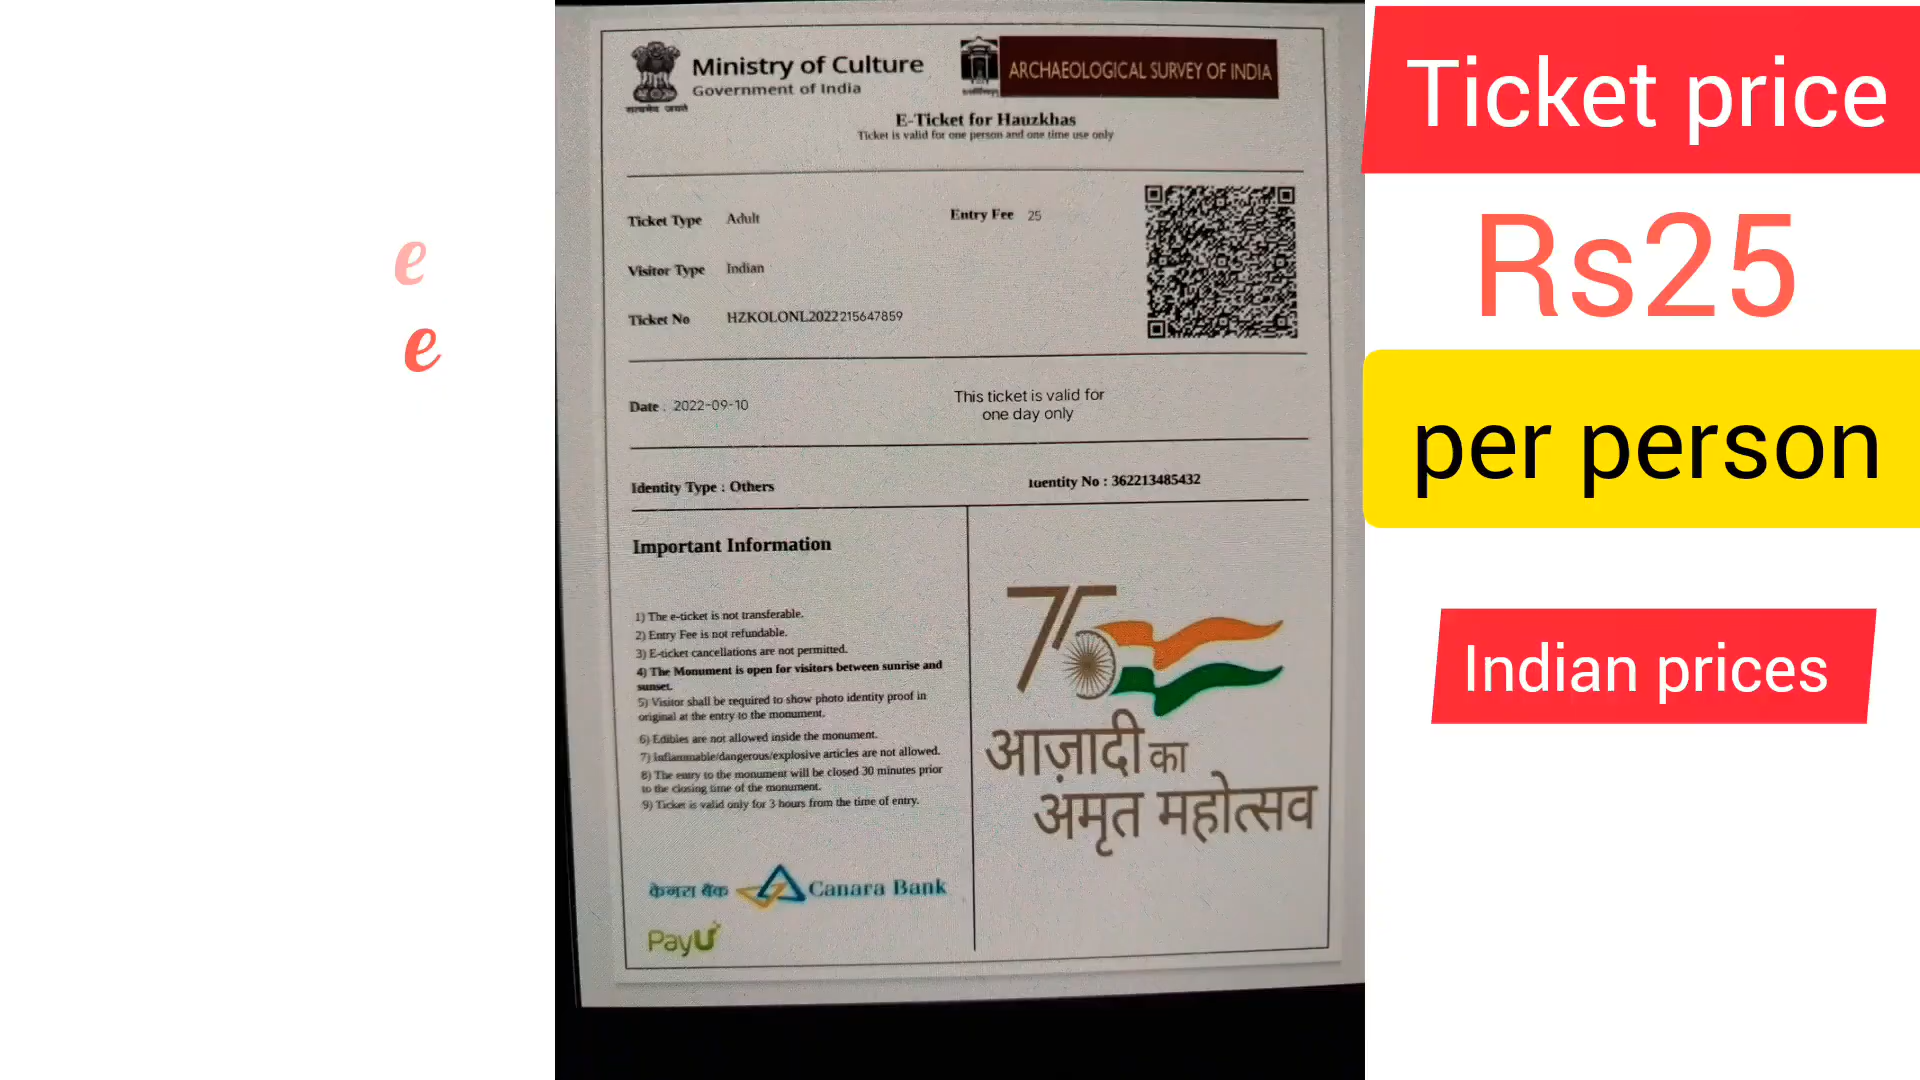 Ministry of Culture
Government of India
सत्यमेव जयते
ARCHAEOLOGICAL SURVEY OF INDIA
E-Ticket for Hauzkhas
Ticket is valid for one person and one time use only
Ticket Type Adult
Entry Fee 25
Visitor Type Indian
Ticket No HZKOLONL2022215647859
Date : 2022-09-10
This ticket is valid for
one day only
Identity Type : Others
Identity No : 362213485432
Important Information
1) The e-ticket is not transferable.
2) Entry Fee is not refundable.
3) E-ticket cancellations are not permitted.
4) The Monument is open for visitors between sunrise and
sunset.
5) Visitor shall be required to show photo identity proof in
original at the entry to the monument.
6) Edibles are not allowed inside the monument.
7) Inflammable/dangerous/explosive articles are not allowed.
8) The entry to the monument will be closed 30 minutes prior
to the closing time of the monument.
9) Ticket is valid only for 3 hours from the time of entry.
केनरा बैंक Canara Bank
PayU
75
आज़ादी का
अमृत महोत्सव
Ticket price
Rs25
per person
Indian prices
e
e